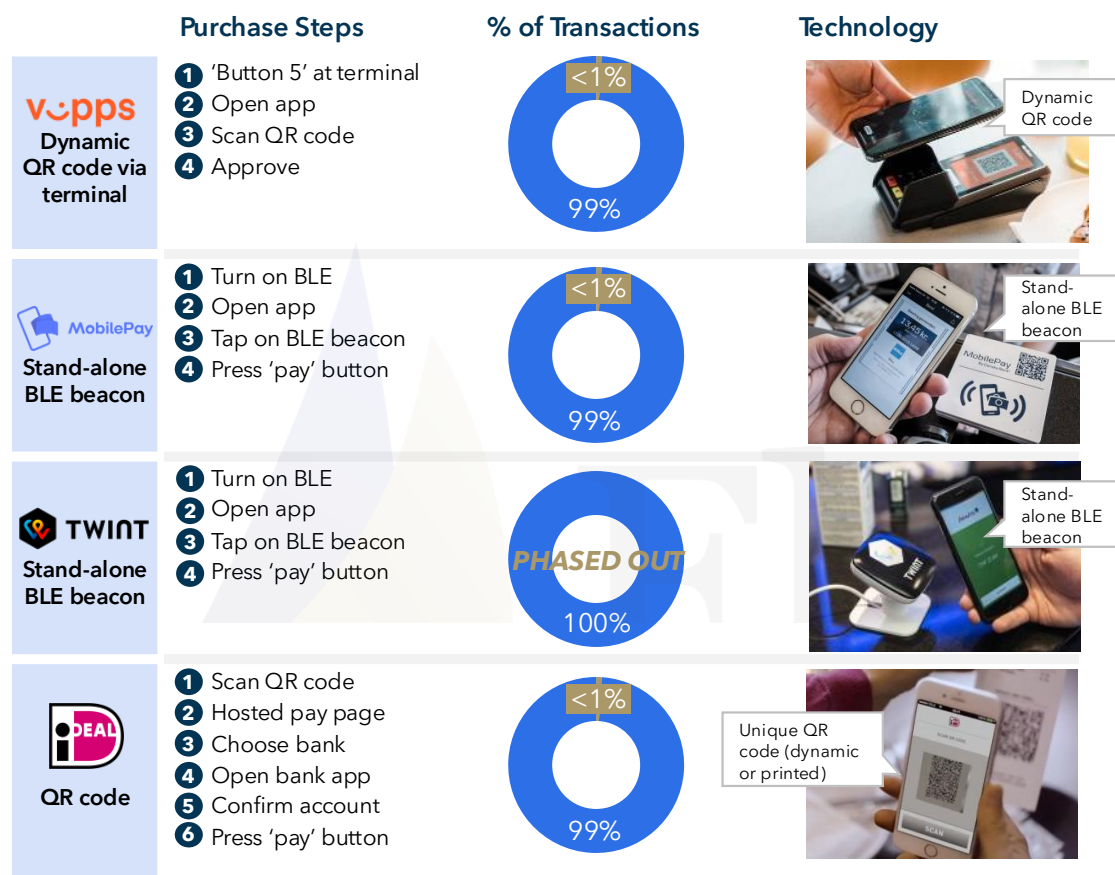 Purchase Steps
% of Transactions
Technology
vipps
Dynamic
QR code via
terminal
1 ‘Button 5’ at terminal
2 Open app
3 Scan QR code
4 Approve
<1%
99%
Dynamic
QR code
MobilePay
Stand-alone
BLE beacon
1 Turn on BLE
2 Open app
3 Tap on BLE beacon
4 Press ‘pay’ button
<1%
99%
Stand-
alone BLE
beacon
13,45 kr.
MobilePay
TWINT
Stand-alone
BLE beacon
1 Turn on BLE
2 Open app
3 Tap on BLE beacon
4 Press ‘pay’ button
PHASED OUT
100%
Stand-
alone BLE
beacon
TWINT
iDEAL
QR code
1 Scan QR code
2 Hosted pay page
3 Choose bank
4 Open bank app
5 Confirm account
6 Press ‘pay’ button
<1%
99%
Unique QR
code (dynamic
or printed)
SCAN QR CODE
SCAN